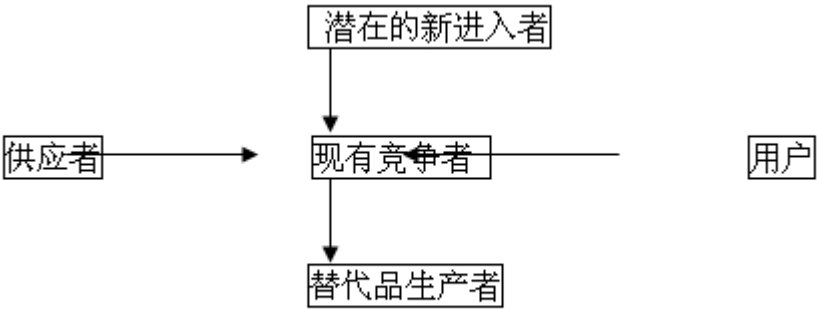 潜在的新进入者
供应者
现有竞争者
用户
替代品生产者